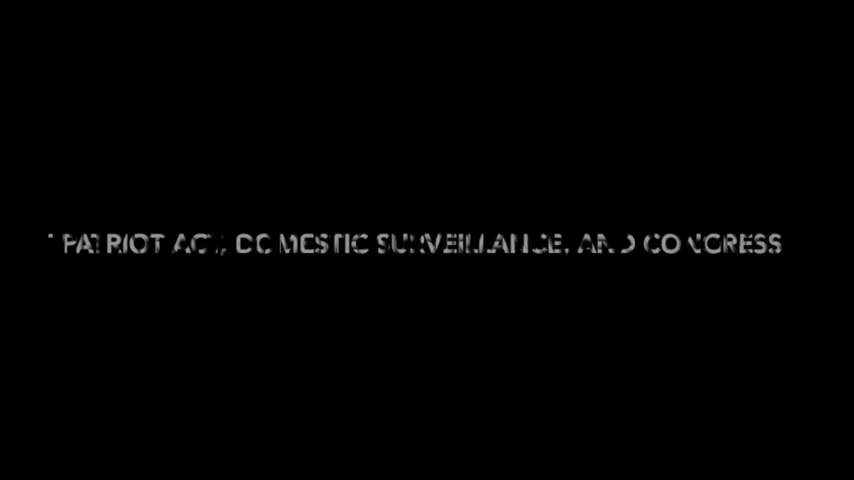 PATRIOT ACT, DOMESTIC SURVEILLANCE, AND CONGRESS